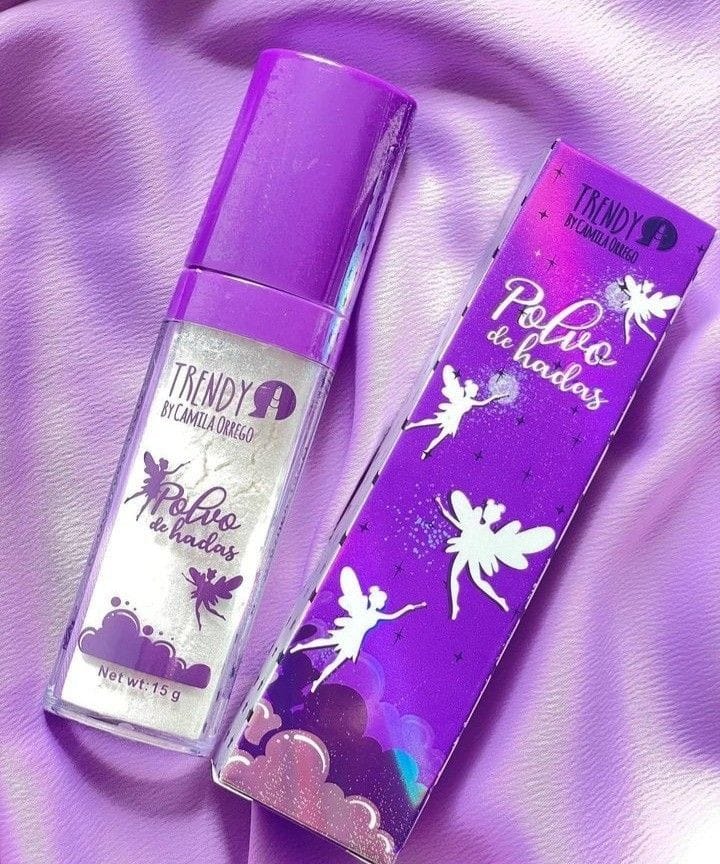 TRENDY
BY CAMILA ORREGO
Polvo
de hadas
Net wt: 15 g
TRENDY
BY CAMILA ORREGO
Polvo
de hadas